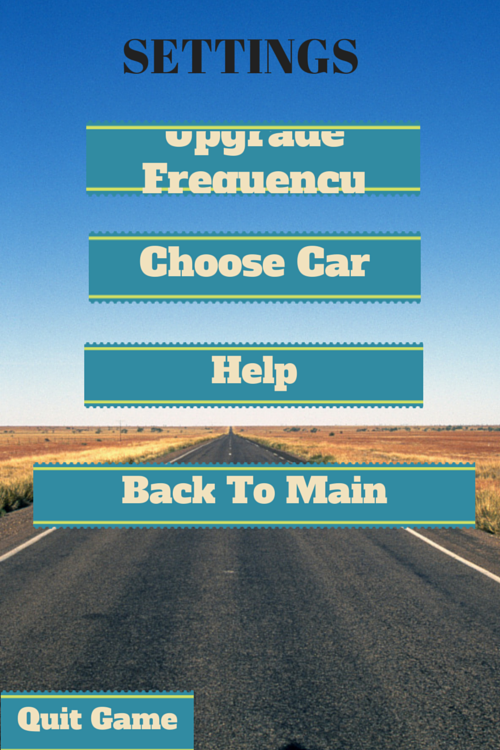 SETTINGS
Upgrade
Frequency
Choose Car
Help
Back To Main
Quit Game